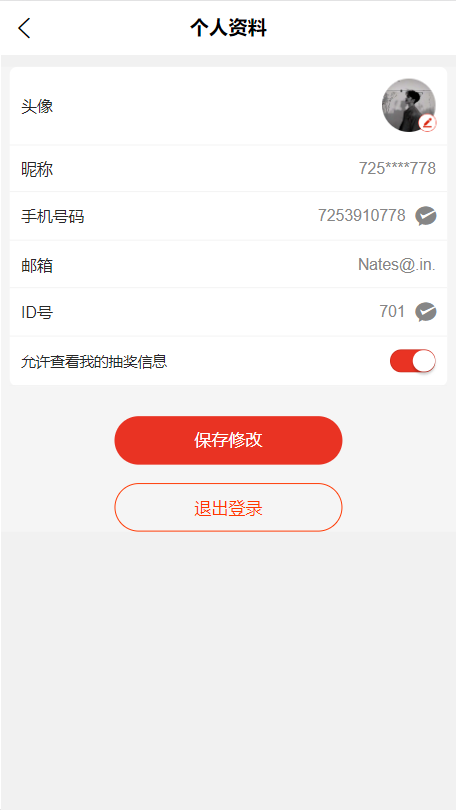 个人资料
头像
昵称 725****778
手机号码 7253910778
邮箱 Nates@.in.
ID号 701
允许查看我的抽奖信息
保存修改
退出登录